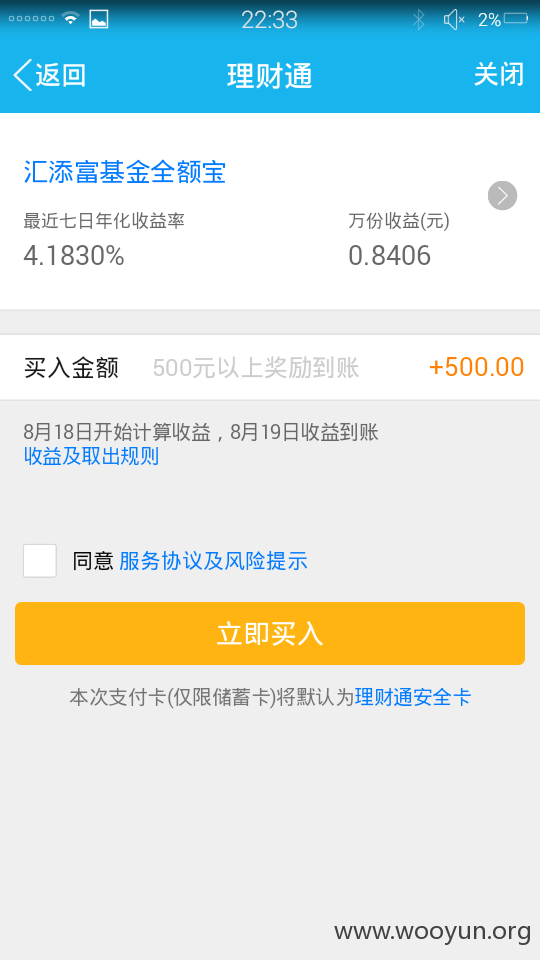 22:33 2%
返回 理财通 关闭
汇添富基金全额宝
最近七日年化收益率 万份收益(元)
4.1830% 0.8406
买入金额 500元以上奖励到账 +500.00
8月18日开始计算收益，8月19日收益到账
收益及取出规则
同意 服务协议及风险提示
立即买入
本次支付卡(仅限储蓄卡)将默认为理财通安全卡
www.wooyun.org